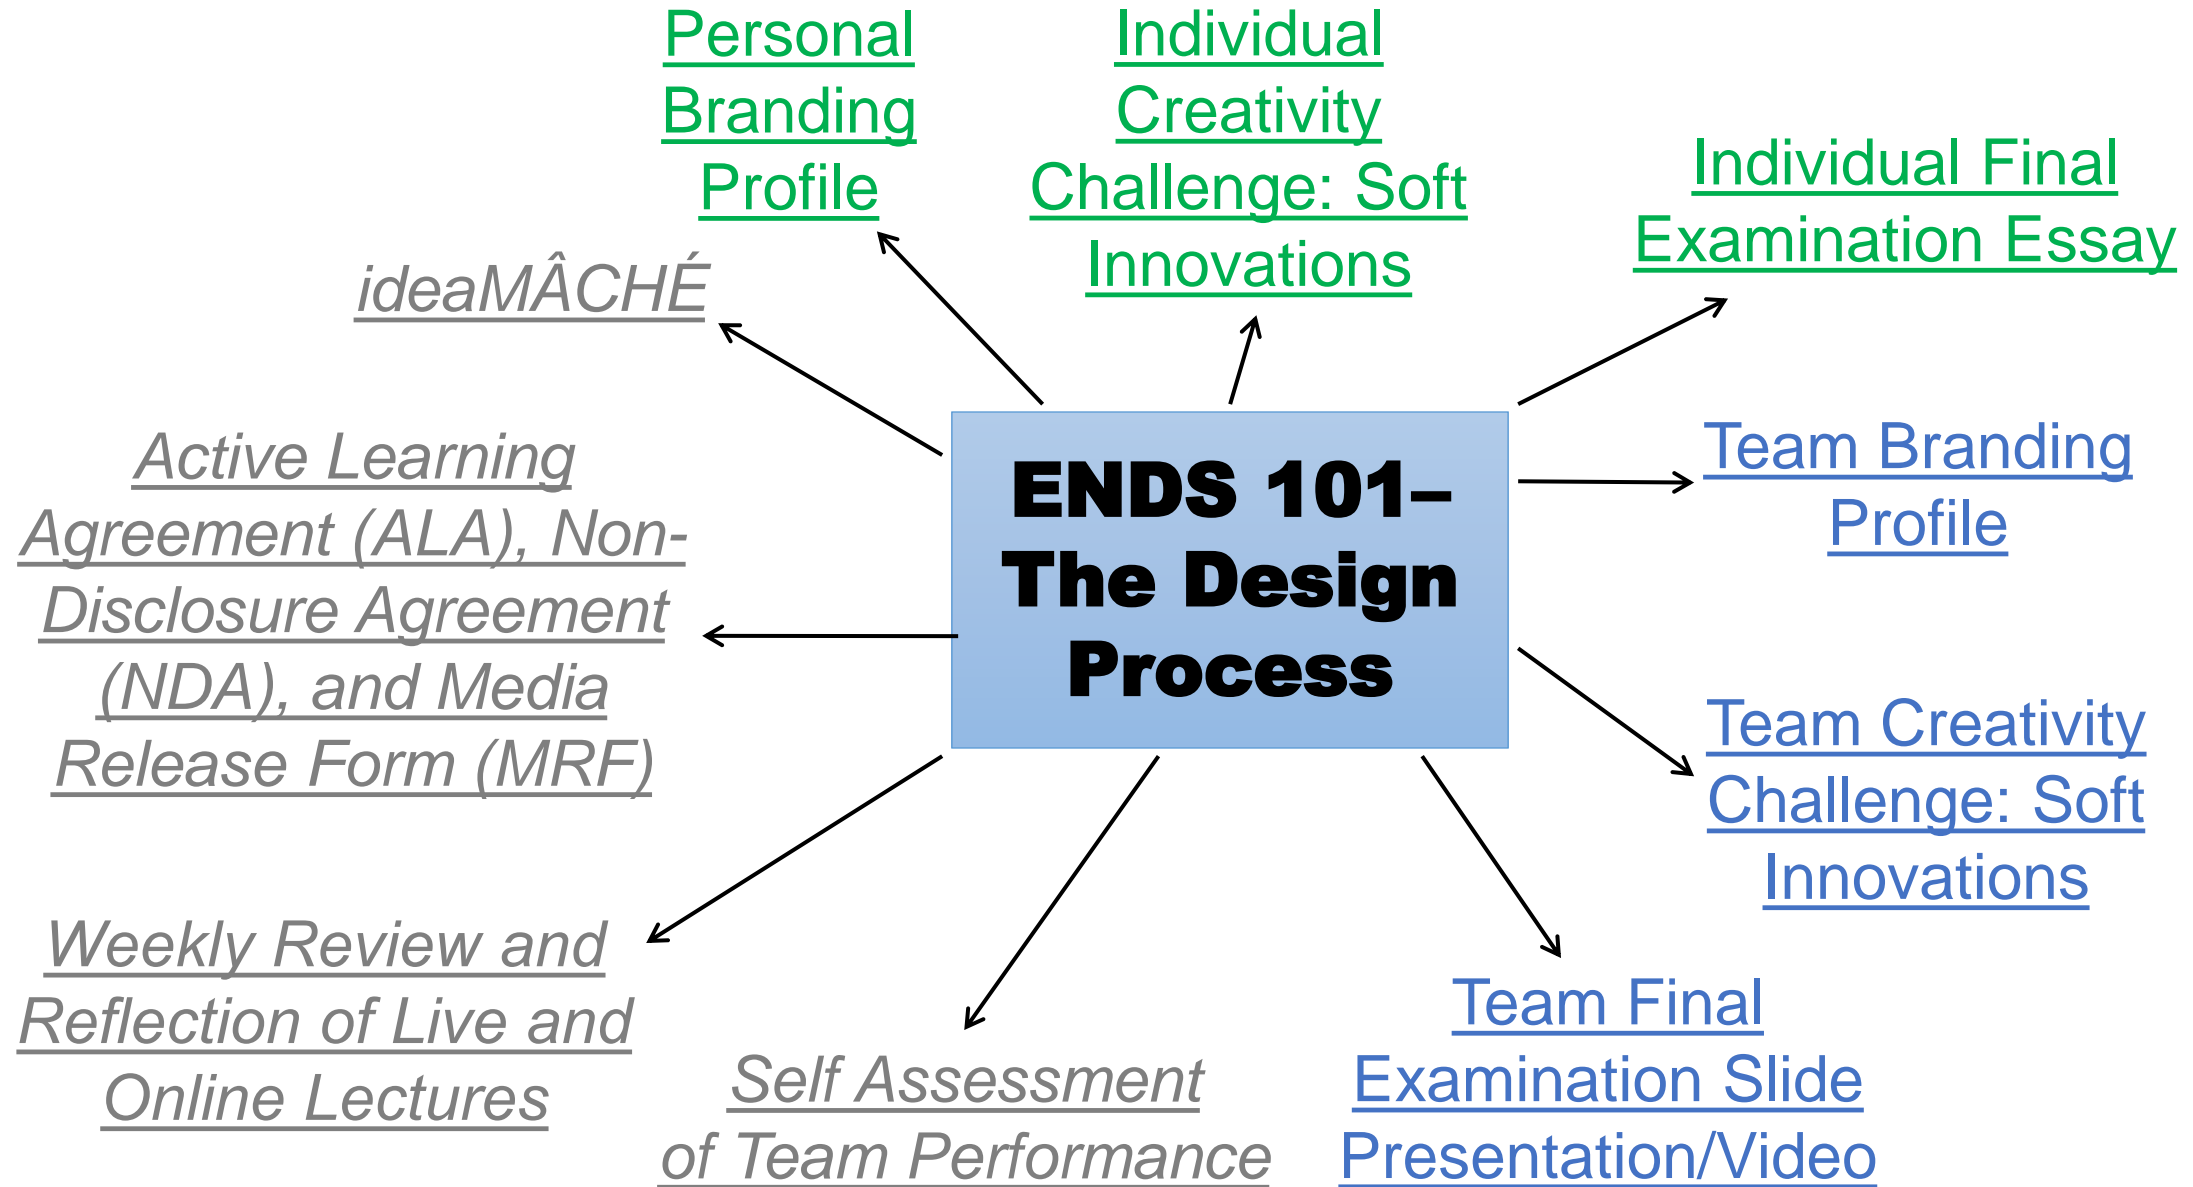 Personal
Branding
Profile
Individual
Creativity
Challenge: Soft
Innovations
Individual Final
Examination Essay
ideaMÂCHÉ
Active Learning
Agreement (ALA), Non-
Disclosure Agreement
(NDA), and Media
Release Form (MRF)
ENDS 101–
The Design
Process
Team Branding
Profile
Team Creativity
Challenge: Soft
Innovations
Weekly Review and
Reflection of Live and
Online Lectures
Self Assessment
of Team Performance
Team Final
Examination Slide
Presentation/Video